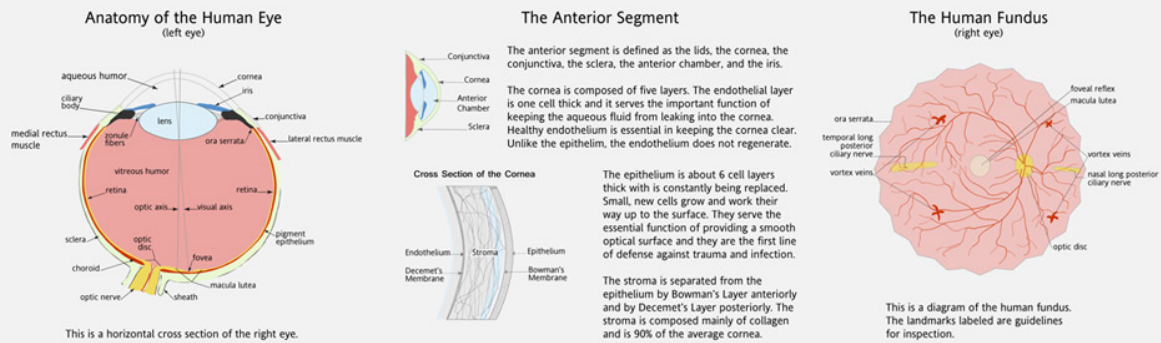 Anatomy of the Human Eye
(left eye)
aqueous humor
cornea
iris
ciliary
body
conjunctiva
lens
medial rectus
muscle
zonule
fibers
ora serrata
lateral rectus muscle
vitreous humor
retina
retina
optic axis
visual axis
sclera
optic
disc
pigment
epithelium
fovea
choroid
macula lutea
optic nerve
sheath
This is a horizontal cross section of the right eye.
The Anterior Segment
Conjunctiva
Cornea
Anterior
Chamber
Sclera
The anterior segment is defined as the lids, the cornea, the
conjunctiva, the sclera, the anterior chamber, and the iris.
The cornea is composed of five layers. The endothelial layer
is one cell thick and it serves the important function of
keeping the aqueous fluid from leaking into the cornea.
Healthy endothelium is essential in keeping the cornea clear.
Unlike the epithelim, the endothelium does not regenerate.
Cross Section of the Cornea
Endothelium
Stroma
Epithelium
Decemet's
Membrane
Bowman's
Membrane
The epithelium is about 6 cell layers
thick with is constantly being replaced.
Small, new cells grow and work their
way up to the surface. They serve the
essential function of providing a smooth
optical surface and they are the first line
of defense against trauma and infection.
The stroma is separated from the
epithelium by Bowman's Layer anteriorly
and by Decemet's Layer posteriorly. The
stroma is composed mainly of collagen
and is 90% of the average cornea.
The Human Fundus
(right eye)
foveal reflex
macula lutea
ora serrata
temporal long
posterior
ciliary nerve
vortex veins
vortex veins
nasal long posterior
ciliary nerve
optic disc
This is a diagram of the human fundus.
The landmarks labeled are guidelines
for inspection.